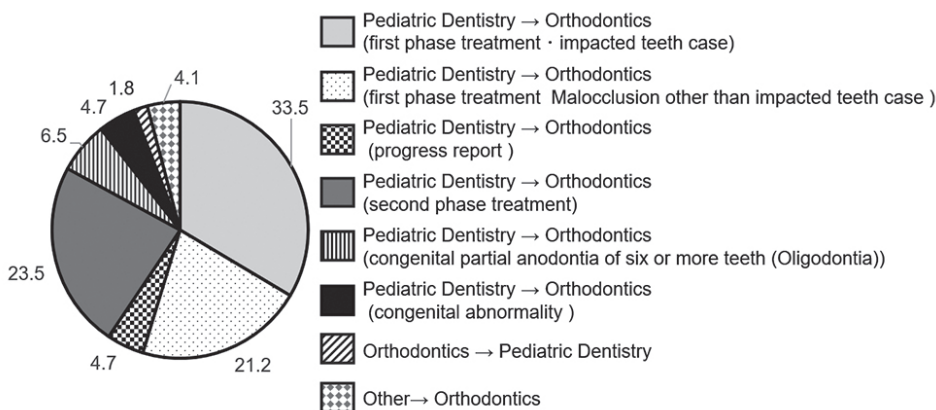 4.1
1.8
4.7
33.5
6.5
23.5
4.7
21.2
Pediatric Dentistry → Orthodontics
(first phase treatment・impacted teeth case)
Pediatric Dentistry → Orthodontics
(first phase treatment Malocclusion other than impacted teeth case )
Pediatric Dentistry → Orthodontics
(progress report )
Pediatric Dentistry → Orthodontics
(second phase treatment)
Pediatric Dentistry → Orthodontics
(congenital partial anodontia of six or more teeth (Oligodontia))
Pediatric Dentistry → Orthodontics
(congenital abnormality )
Orthodontics → Pediatric Dentistry
Other→ Orthodontics